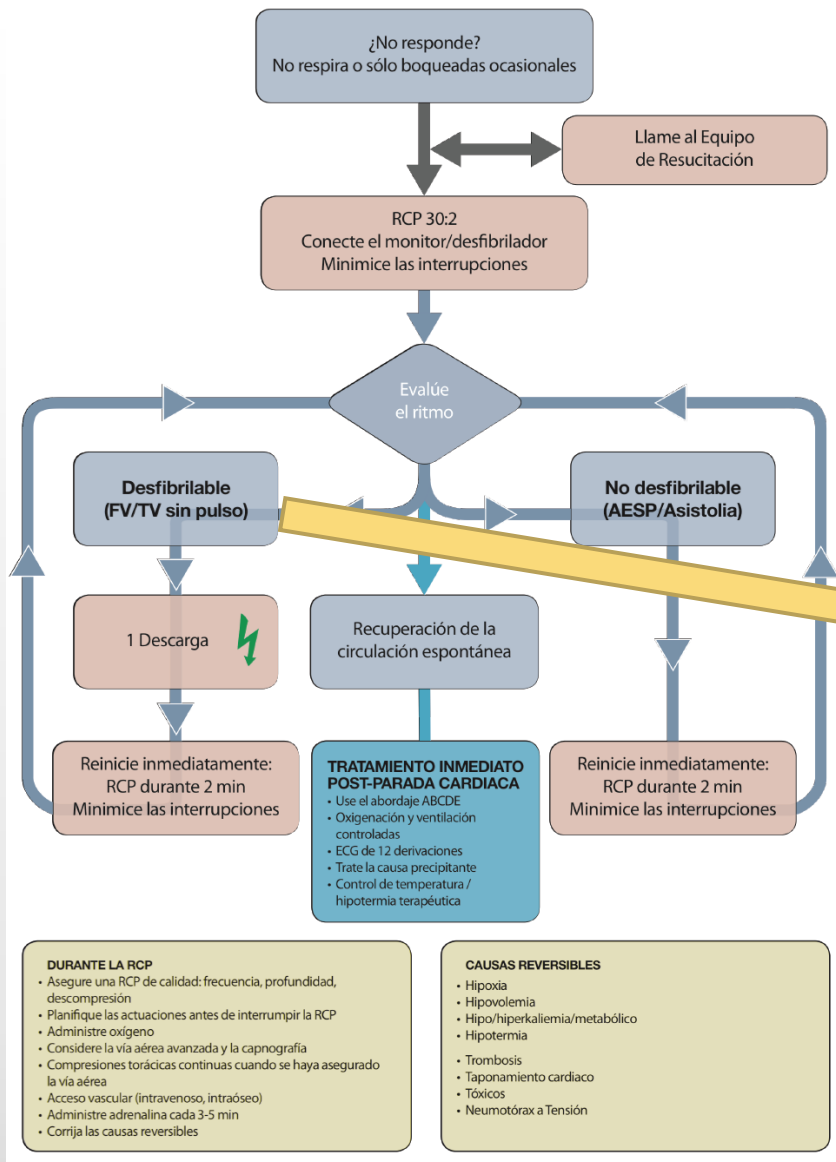 ¿No responde?
No respira o sólo boqueadas ocasionales
Llame al Equipo
de Resucitación
RCP 30:2
Conecte el monitor/desfibrilador
Minimice las interrupciones
Evalúe
el ritmo
Desfibrilable
(FV/TV sin pulso)
No desfibrilable
(AESP/Asistolia)
1 Descarga
Recuperación de la
circulación espontánea
Reinicie inmediatamente:
RCP durante 2 min
Minimice las interrupciones
TRATAMIENTO INMEDIATO
POST-PARADA CARDIACA
• Use el abordaje ABCDE
• Oxigenación y ventilación
controladas
• ECG de 12 derivaciones
• Trate la causa precipitante
• Control de temperatura /
hipotermia terapéutica
Reinicie inmediatamente:
RCP durante 2 min
Minimice las interrupciones
DURANTE LA RCP
• Asegure una RCP de calidad: frecuencia, profundidad,
descompresión
• Planifique las actuaciones antes de interrumpir la RCP
• Administre oxígeno
• Considere la vía aérea avanzada y la capnografía
• Compresiones torácicas continuas cuando se haya asegurado
la vía aérea
• Acceso vascular (intravenoso, intraóseo)
• Administre adrenalina cada 3-5 min
• Corrija las causas reversibles
CAUSAS REVERSIBLES
• Hipoxia
• Hipovolemia
• Hipo/hiperkaliemia/metabólico
• Hipotermia
• Trombosis
• Taponamiento cardiaco
• Tóxicos
• Neumotórax a Tensión